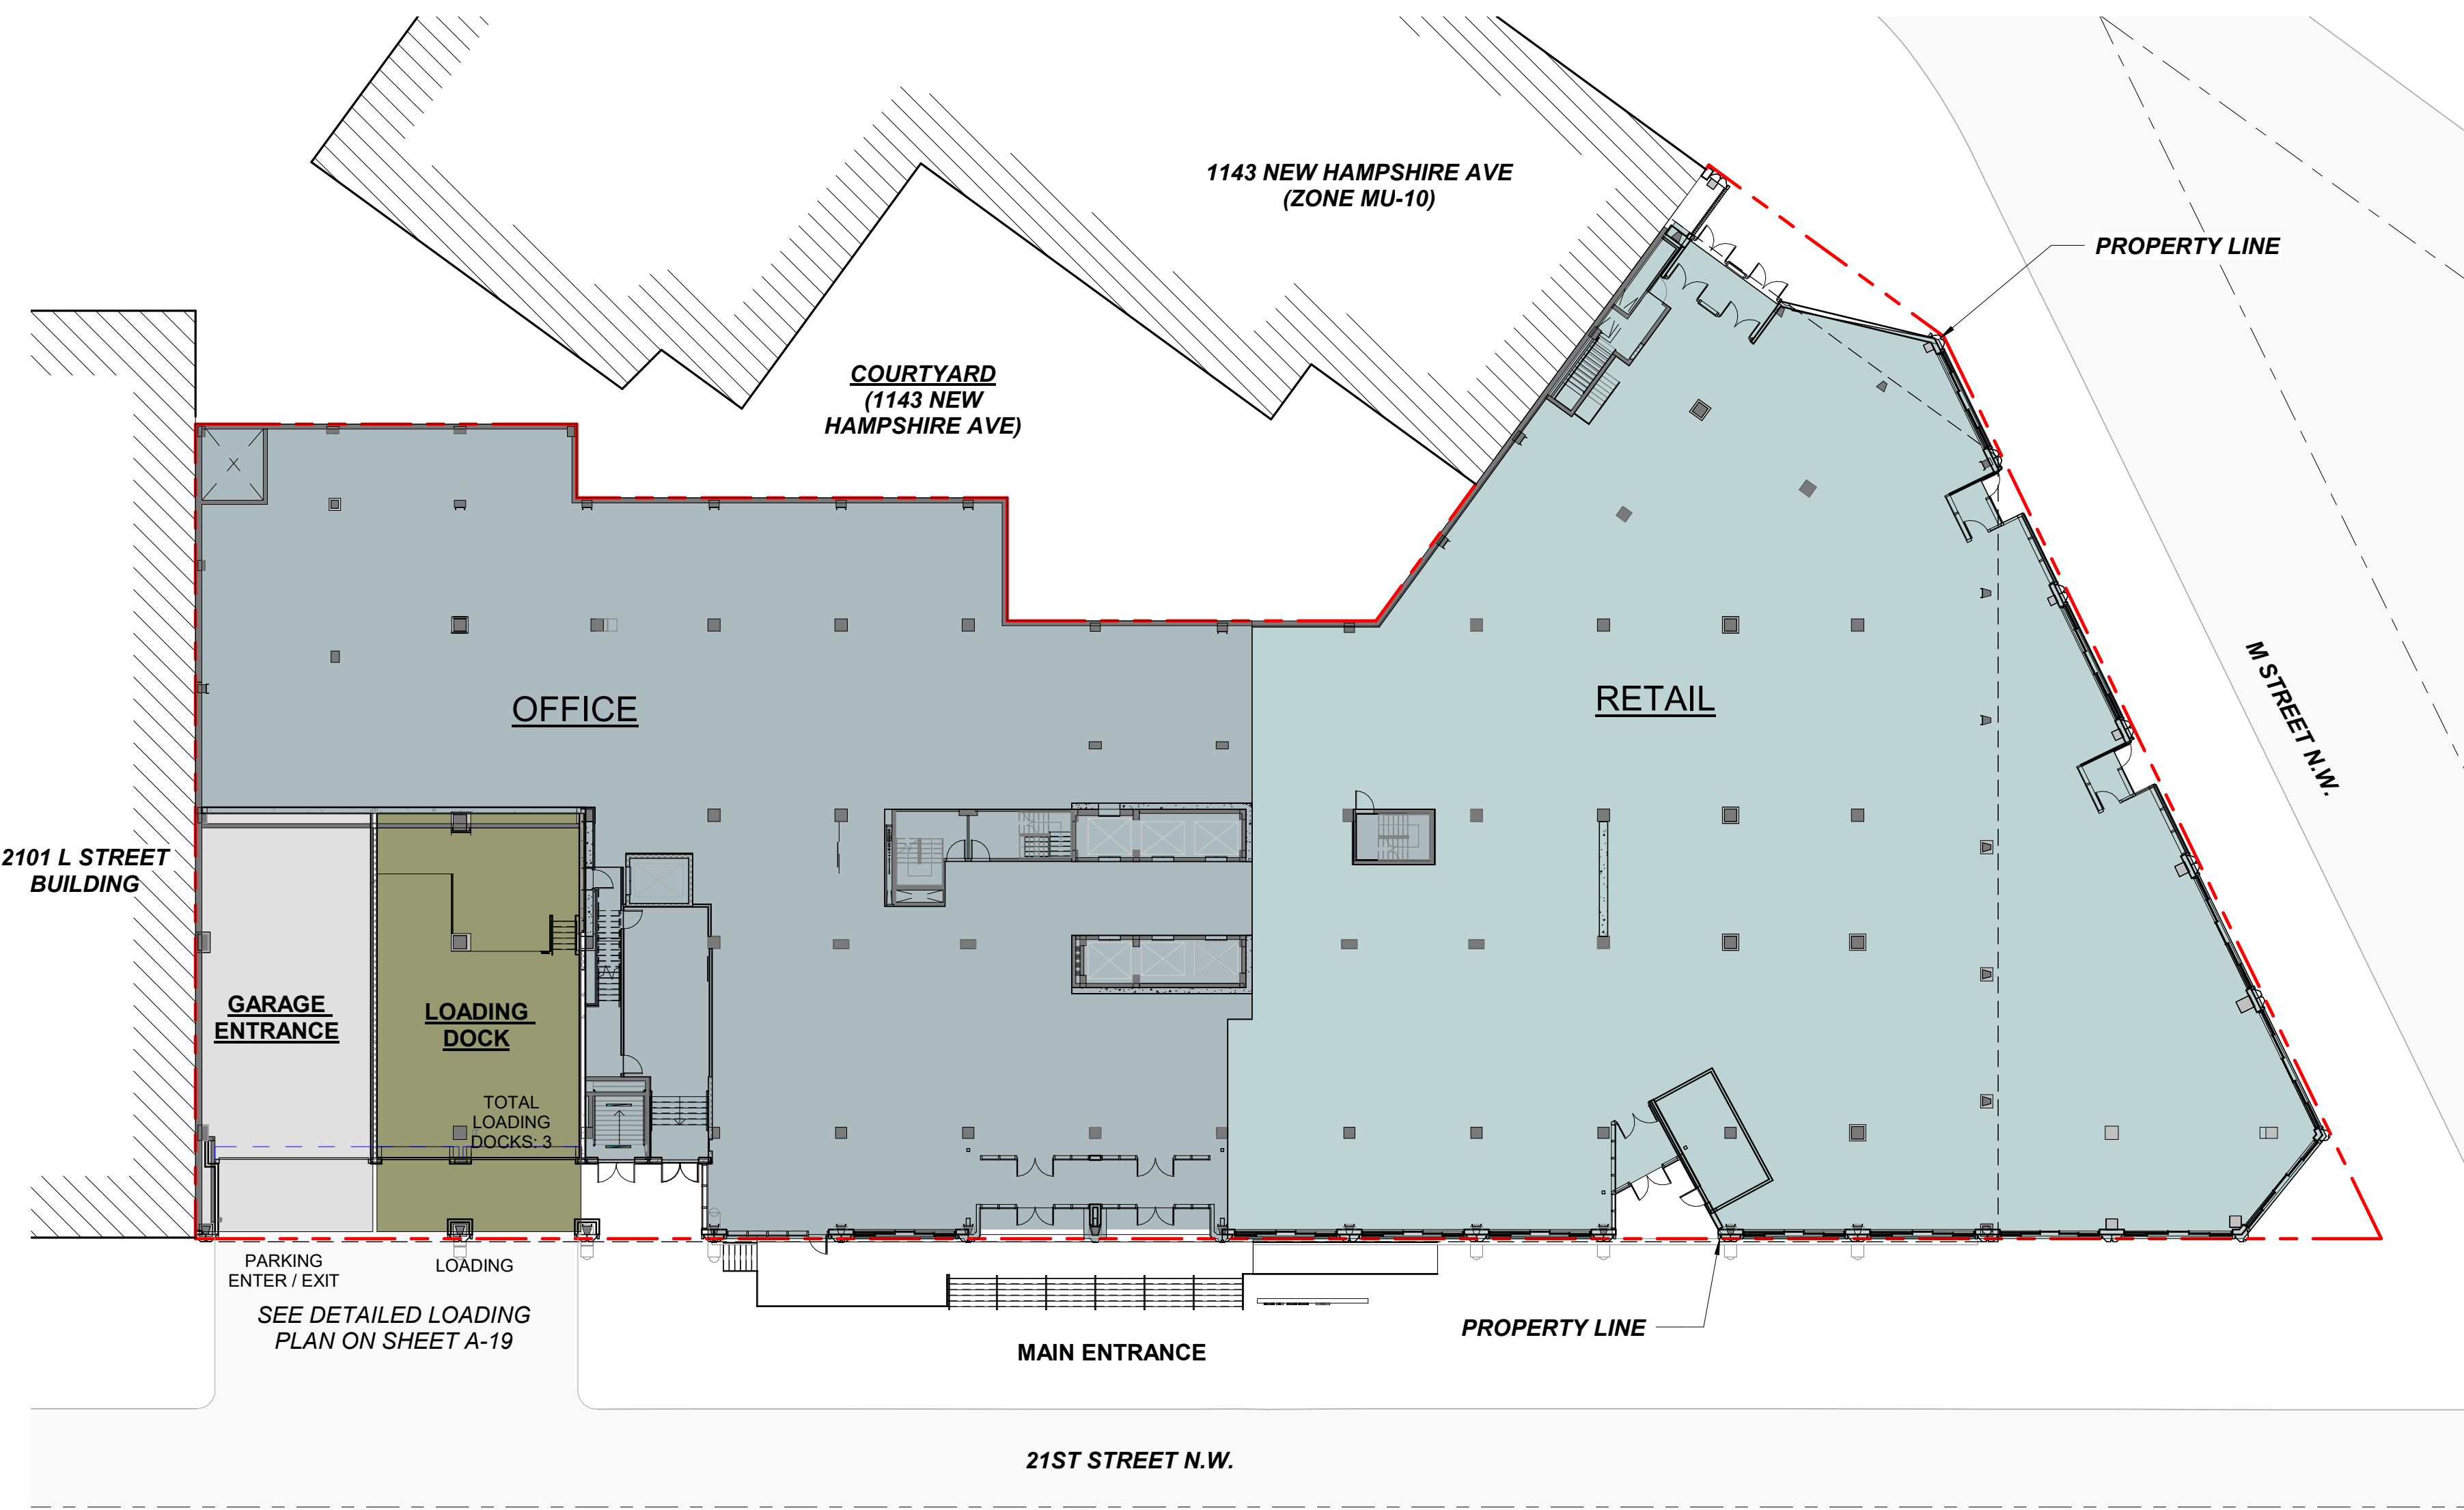 1143 NEW HAMPSHIRE AVE
(ZONE MU-10)
PROPERTY LINE
COURTYARD
(1143 NEW
HAMPSHIRE AVE)
OFFICE
RETAIL
M STREET N.W.
2101 L STREET
BUILDING
GARAGE
ENTRANCE
LOADING
DOCK
TOTAL
LOADING
DOCKS: 3
PARKING
ENTER / EXIT
LOADING
SEE DETAILED LOADING
PLAN ON SHEET A-19
MAIN ENTRANCE
PROPERTY LINE
21ST STREET N.W.